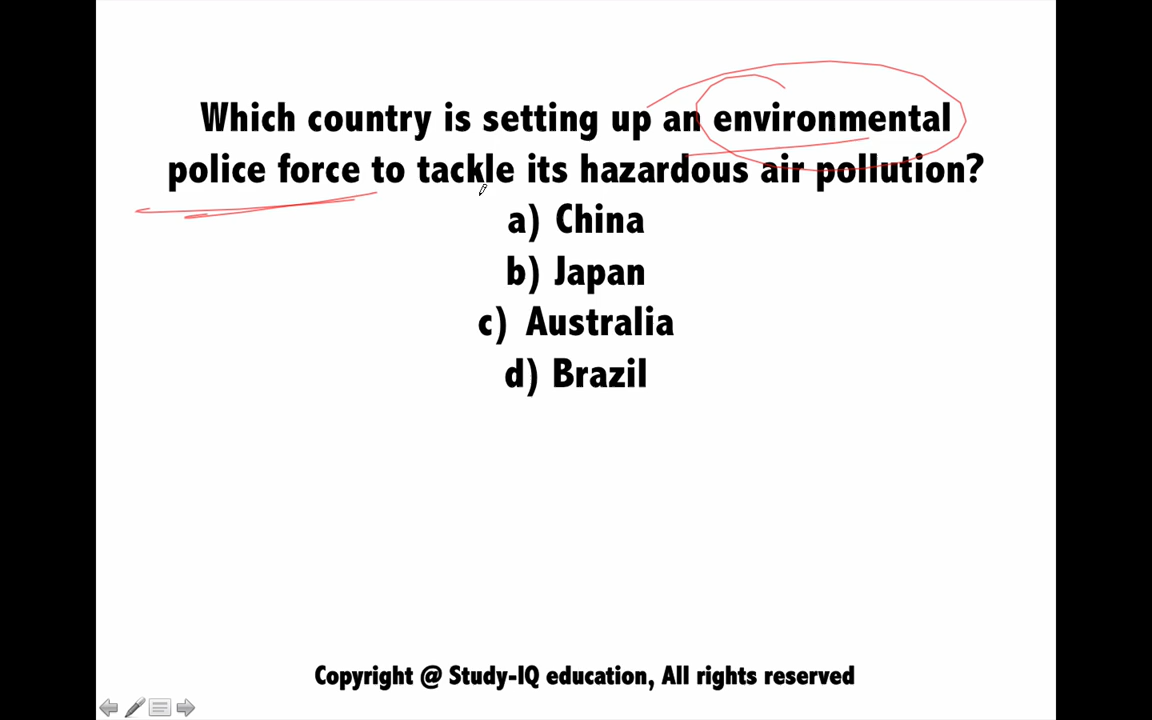 Which country is setting up an environmental
police force to tackle its hazardous air pollution?
a) China
b) Japan
c) Australia
d) Brazil
Copyright @ Study-IQ education, All rights reserved